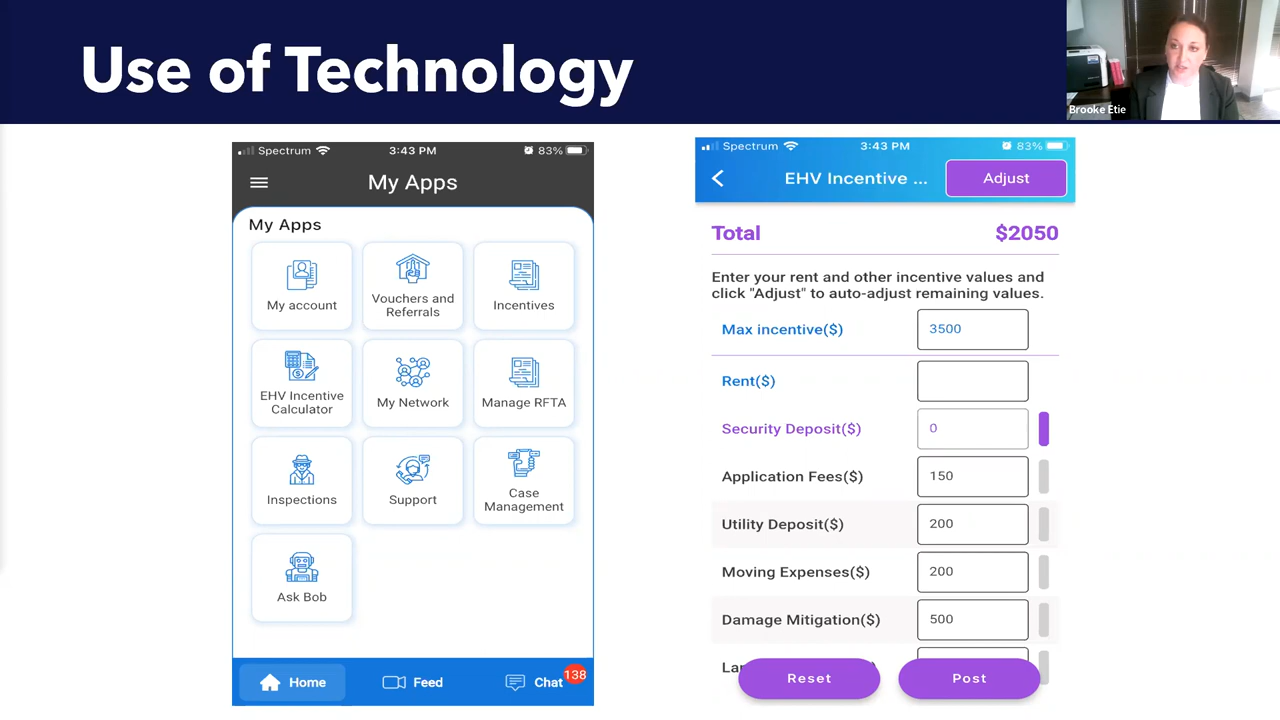 Use of Technology
Brooke Etie
Spectrum 3:43 PM 83%
My Apps
My Apps
My account
Vouchers and
Referrals
Incentives
EHV Incentive
Calculator
My Network
Manage RFTA
Inspections
Support
Case
Management
Ask Bob
Home
Feed
Chat 138
Spectrum 3:43 PM 83%
EHV Incentive ...
Adjust
Total $2050
Enter your rent and other incentive values and
click "Adjust" to auto-adjust remaining values.
Max incentive($) 3500
Rent($)
Security Deposit($) 0
Application Fees($) 150
Utility Deposit($) 200
Moving Expenses($) 200
Damage Mitigation($) 500
Reset
Post